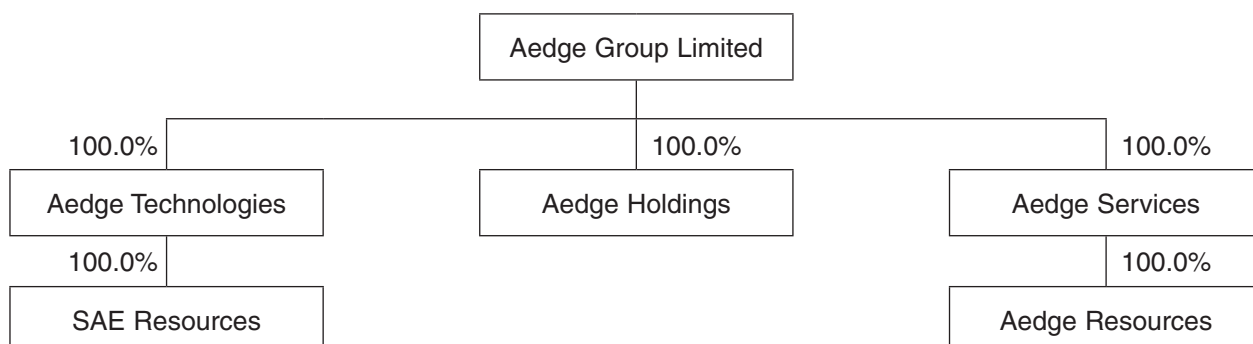 Aedge Group Limited
100.0%
100.0%
100.0%
Aedge Technologies
Aedge Holdings
Aedge Services
100.0%
100.0%
SAE Resources
Aedge Resources